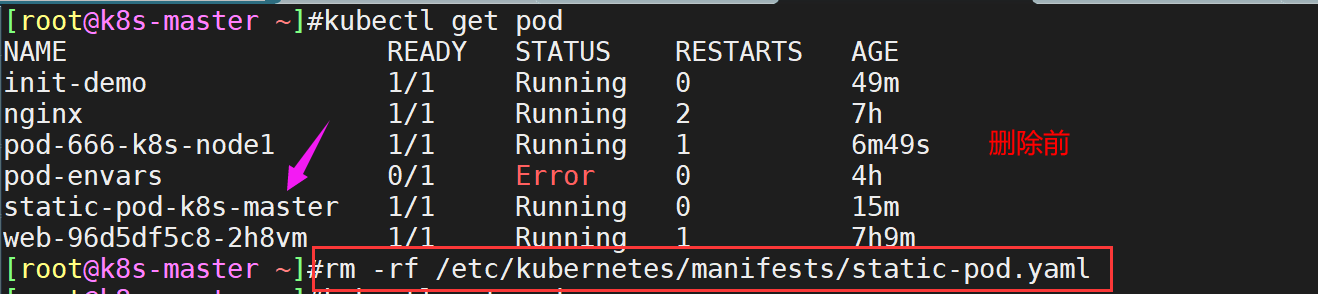 [root@k8s-master ~]#kubectl get pod
NAME READY STATUS RESTARTS AGE
init-demo 1/1 Running 0 49m
nginx 1/1 Running 2 7h
pod-666-k8s-node1 1/1 Running 1 6m49s 删除前
pod-envars 0/1 Error 0 4h
static-pod-k8s-master 1/1 Running 0 15m
web-96d5df5c8-2h8vm 1/1 Running 1 7h9m
[root@k8s-master ~]#rm -rf /etc/kubernetes/manifests/static-pod.yaml